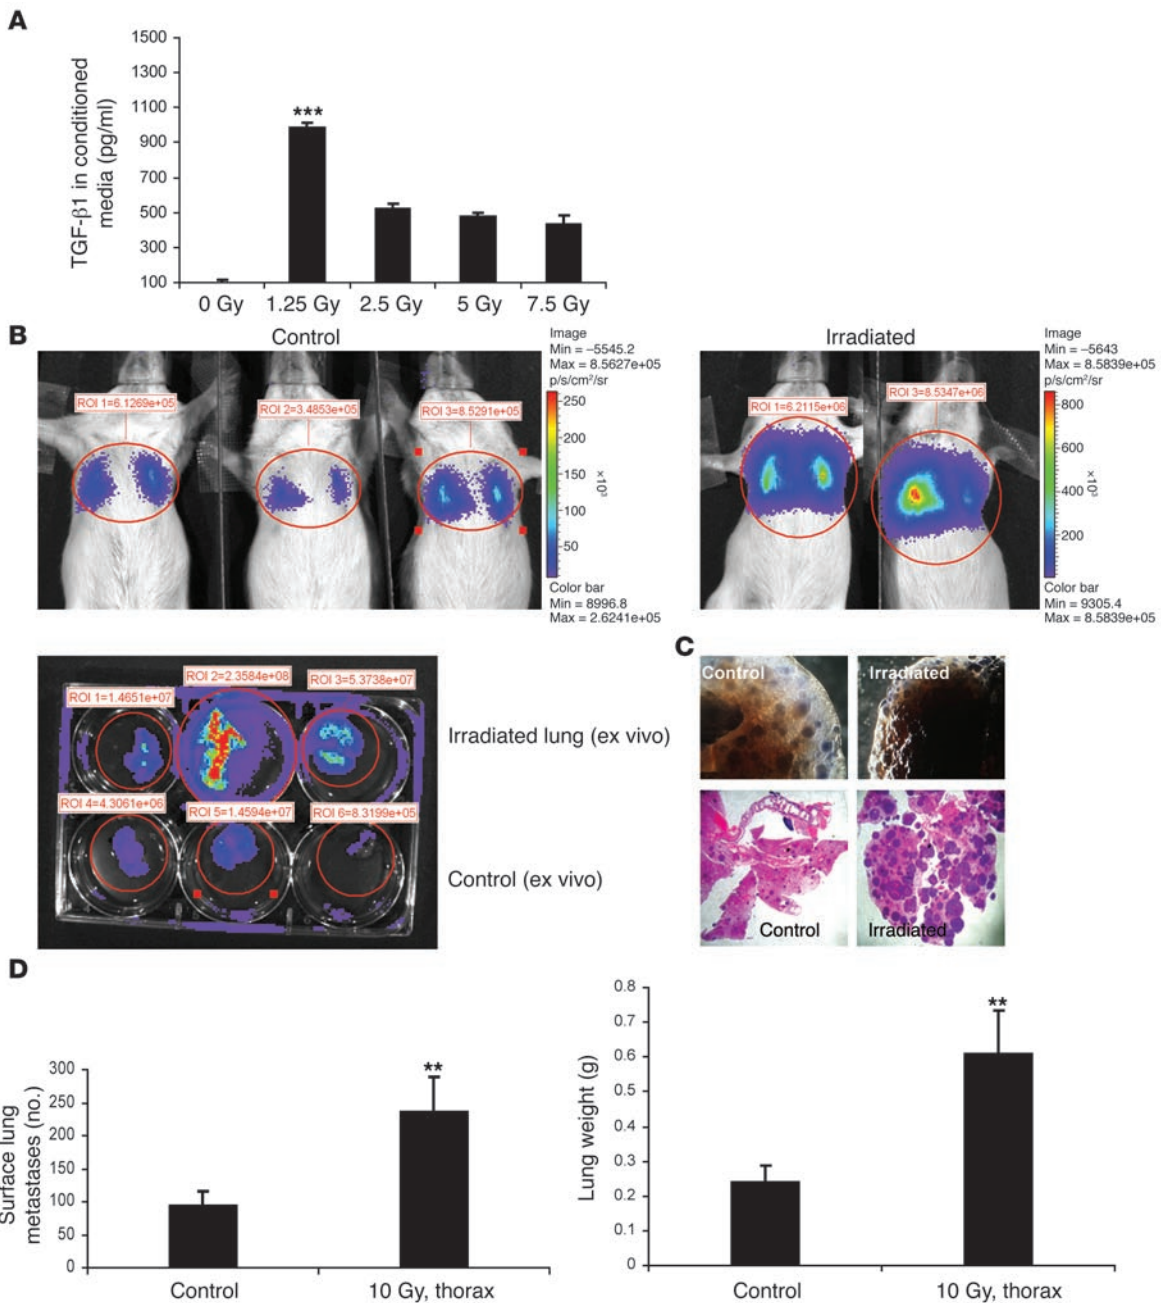 A
TGF-β1 in conditioned
media (pg/ml)
1500
1300
1100
900
700
500
300
100
***
0 Gy
1.25 Gy
2.5 Gy
5 Gy
7.5 Gy
B
Control
ROI 1=6.1269e+05
ROI 2=3.4853e+05
ROI 3=8.5291e+05
Image
Min = –5545.2
Max = 8.5627e+05
p/s/cm²/sr
250
200
150
100
50
×10³
Color bar
Min = 8996.8
Max = 2.6241e+05
Irradiated
ROI 1=6.2115e+06
ROI 3=8.5347e+06
Image
Min = –5643
Max = 8.5839e+05
p/s/cm²/sr
800
600
400
200
×10³
Color bar
Min = 9305.4
Max = 8.5839e+05
ROI 1=1.4651e+07
ROI 2=2.3584e+08
ROI 3=5.3738e+07
Irradiated lung (ex vivo)
ROI 4=4.3061e+06
ROI 5=1.4594e+07
ROI 6=8.3199e+05
Control (ex vivo)
C
Control
Irradiated
Control
Irradiated
D
Surface lung
metastases (no.)
300
250
200
150
100
50
0
**
Control
10 Gy, thorax
Lung weight (g)
0.8
0.7
0.6
0.5
0.4
0.3
0.2
0.1
0
**
Control
10 Gy, thorax